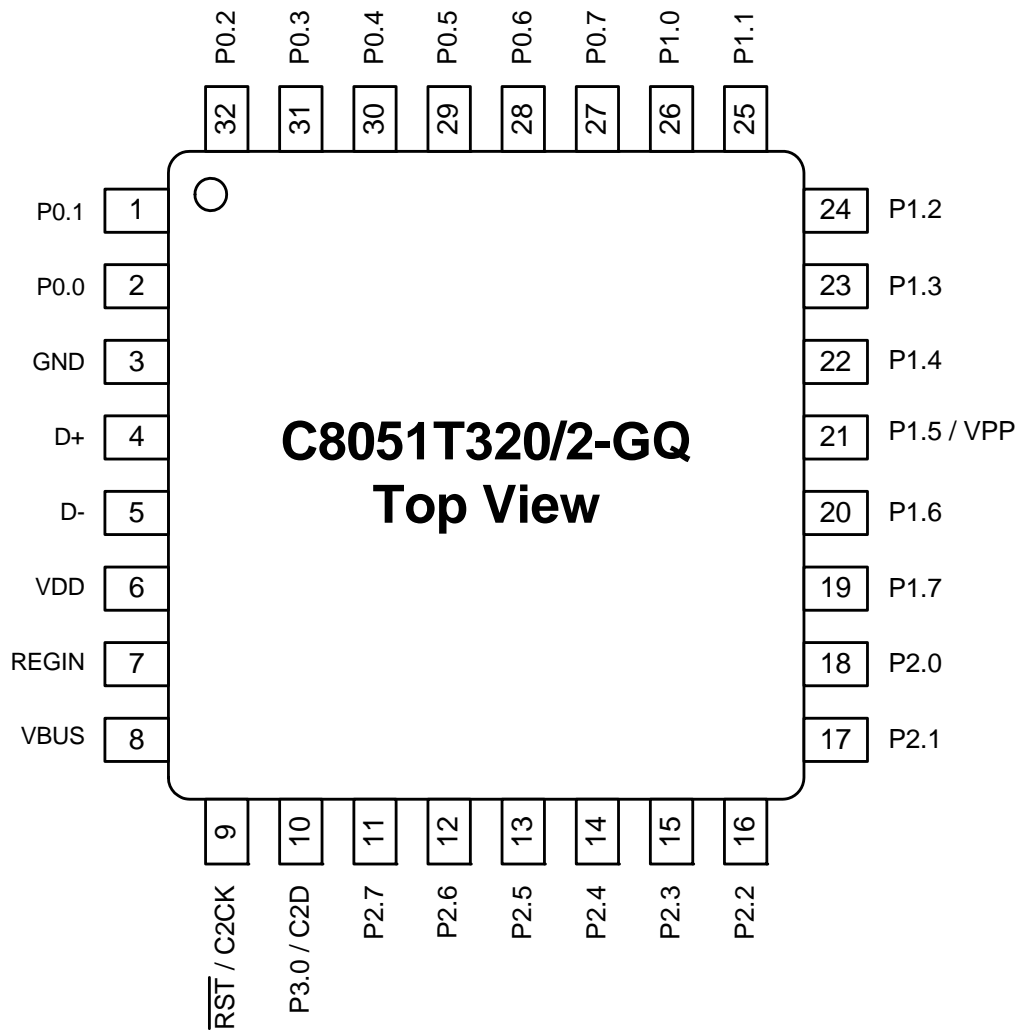 P0.2 P0.3 P0.4 P0.5 P0.6 P0.7 P1.0 P1.1
32 31 30 29 28 27 26 25
P0.1 1 24 P1.2
P0.0 2 23 P1.3
GND 3 22 P1.4
D+ 4 21 P1.5 / VPP
C8051T320/2-GQ
Top View
D- 5 20 P1.6
VDD 6 19 P1.7
REGIN 7 18 P2.0
VBUS 8 17 P2.1
9 10 11 12 13 14 15 16
RST / C2CK P3.0 / C2D P2.7 P2.6 P2.5 P2.4 P2.3 P2.2